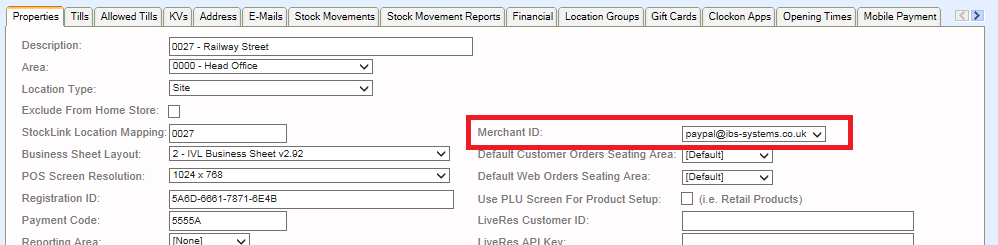 Properties Tills Allowed Tills KVs Address E-Mails Stock Movements Stock Movement Reports Financial Location Groups Gift Cards Clockon Apps Opening Times Mobile Payment
Description: 0027 - Railway Street
Area: 0000 - Head Office
Location Type: Site
Exclude From Home Store:
StockLink Location Mapping: 0027 Merchant ID: paypal@ibs-systems.co.uk
Business Sheet Layout: 2 - IVL Business Sheet v2.92 Default Customer Orders Seating Area: [Default]
POS Screen Resolution: 1024 x 768 Default Web Orders Seating Area: [Default]
Registration ID: 5A6D-6661-7871-6E4B Use PLU Screen For Product Setup: (i.e. Retail Products)
Payment Code: 5555A LiveRes Customer ID:
Reporting Area: [None] LiveRes API Key: